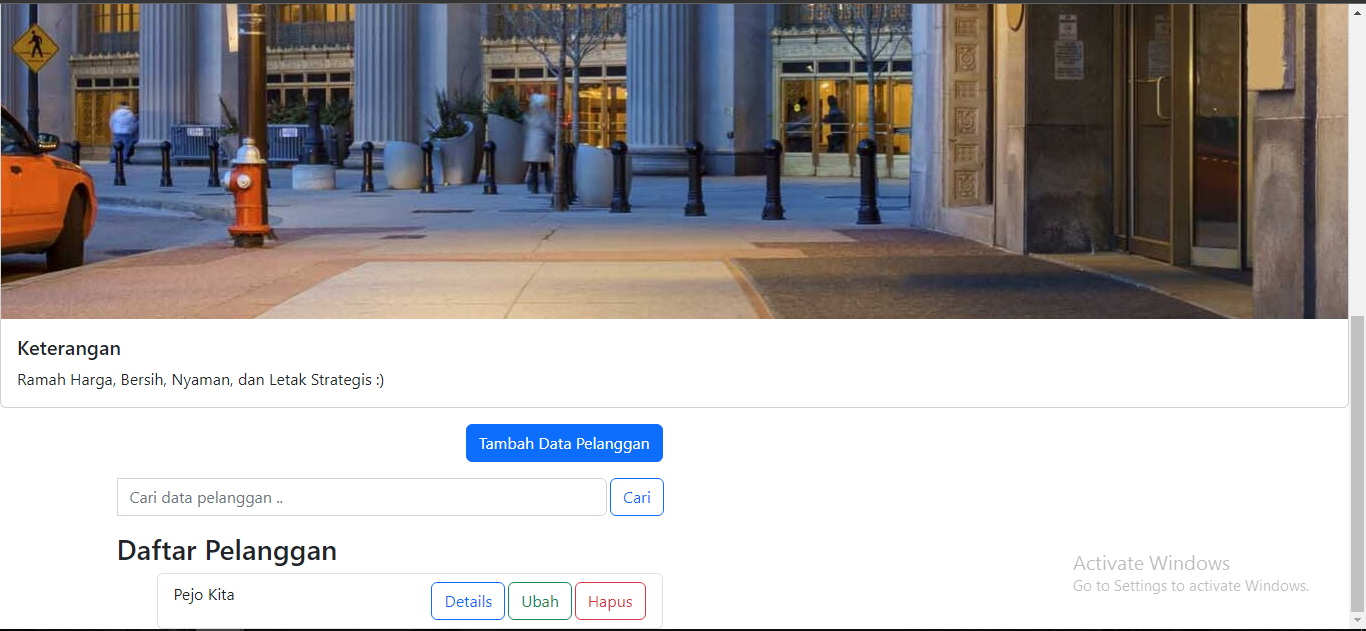 Keterangan
Ramah Harga, Bersih, Nyaman, dan Letak Strategis :)
Tambah Data Pelanggan
Cari data pelanggan ..
Cari
Daftar Pelanggan
Pejo Kita
Details
Ubah
Hapus
Activate Windows
Go to Settings to activate Windows.